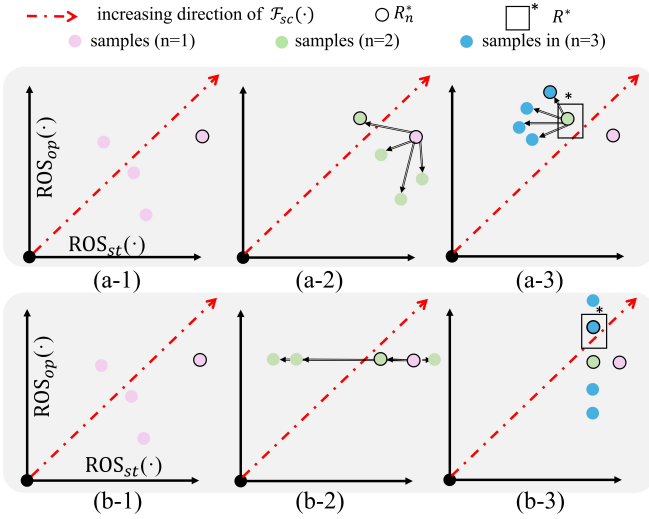 increasing direction of ℱ_sc(·) R*_n * R*
samples (n=1) samples (n=2) samples in (n=3)
ROS_op(·)
ROS_st(·)
*
(a-1) (a-2) (a-3)
ROS_op(·)
ROS_st(·)
*
(b-1) (b-2) (b-3)